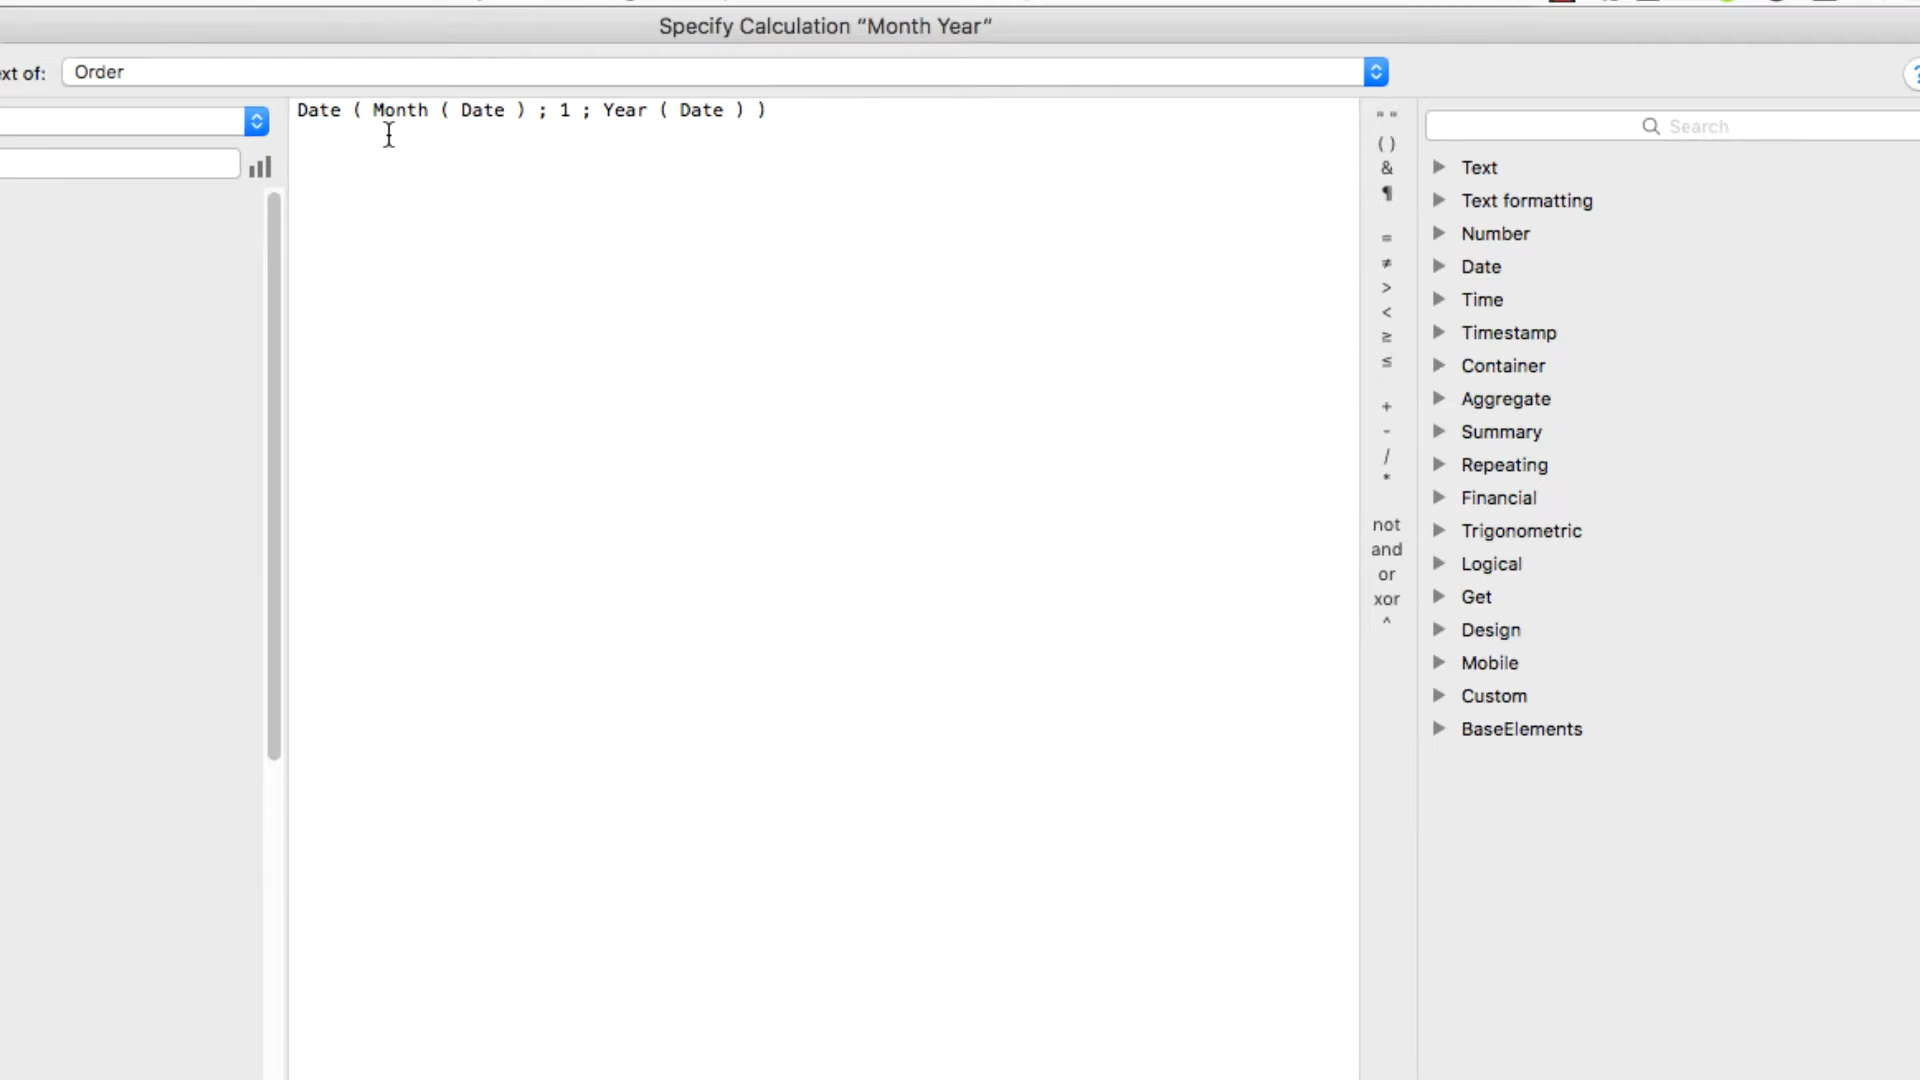 Specify Calculation “Month Year”
xt of:
Order
Date ( Month ( Date ) ; 1 ; Year ( Date ) )
Search
" "
( )
&
¶
=
≠
>
<
≥
≤
+
-
/
*
not
and
or
xor
^
Text
Text formatting
Number
Date
Time
Timestamp
Container
Aggregate
Summary
Repeating
Financial
Trigonometric
Logical
Get
Design
Mobile
Custom
BaseElements
?